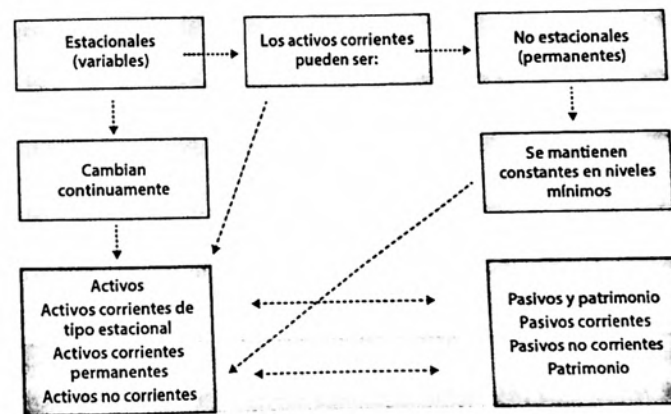 Estacionales
(variables)
Los activos corrientes
pueden ser:
No estacionales
(permanentes)
Cambian
continuamente
Se mantienen
constantes en niveles
mínimos
Activos
Activos corrientes de
tipo estacional
Activos corrientes
permanentes
Activos no corrientes
Pasivos y patrimonio
Pasivos corrientes
Pasivos no corrientes
Patrimonio